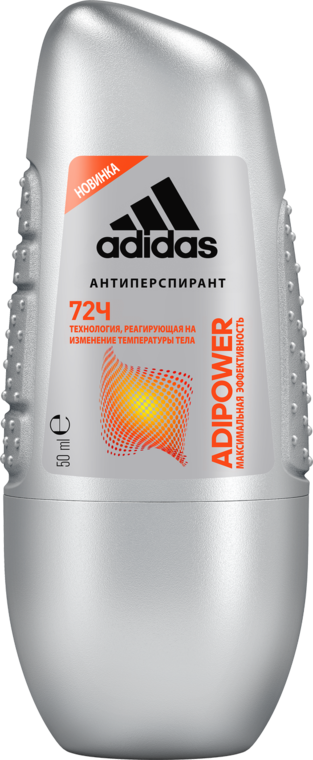 НОВИНКА
adidas
АНТИПЕРСПИРАНТ
72Ч
ТЕХНОЛОГИЯ, РЕАГИРУЮЩАЯ НА
ИЗМЕНЕНИЕ ТЕМПЕРАТУРЫ ТЕЛА
ADIPOWER
МАКСИМАЛЬНАЯ ЭФФЕКТИВНОСТЬ
50 ml e